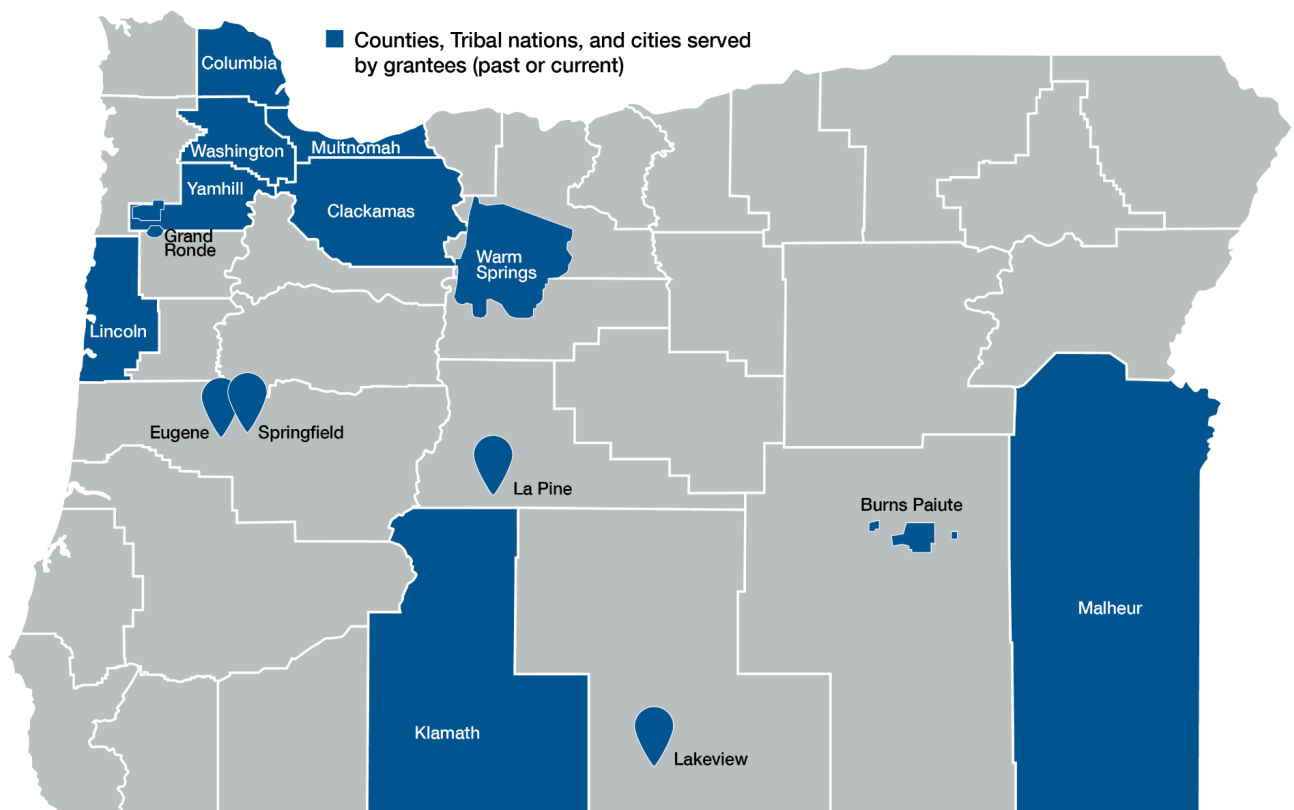 Counties, Tribal nations, and cities served
by grantees (past or current)
Columbia
Washington
Multnomah
Yamhill
Clackamas
Grand
Ronde
Warm
Springs
Lincoln
Eugene
Springfield
La Pine
Burns Paiute
Malheur
Klamath
Lakeview